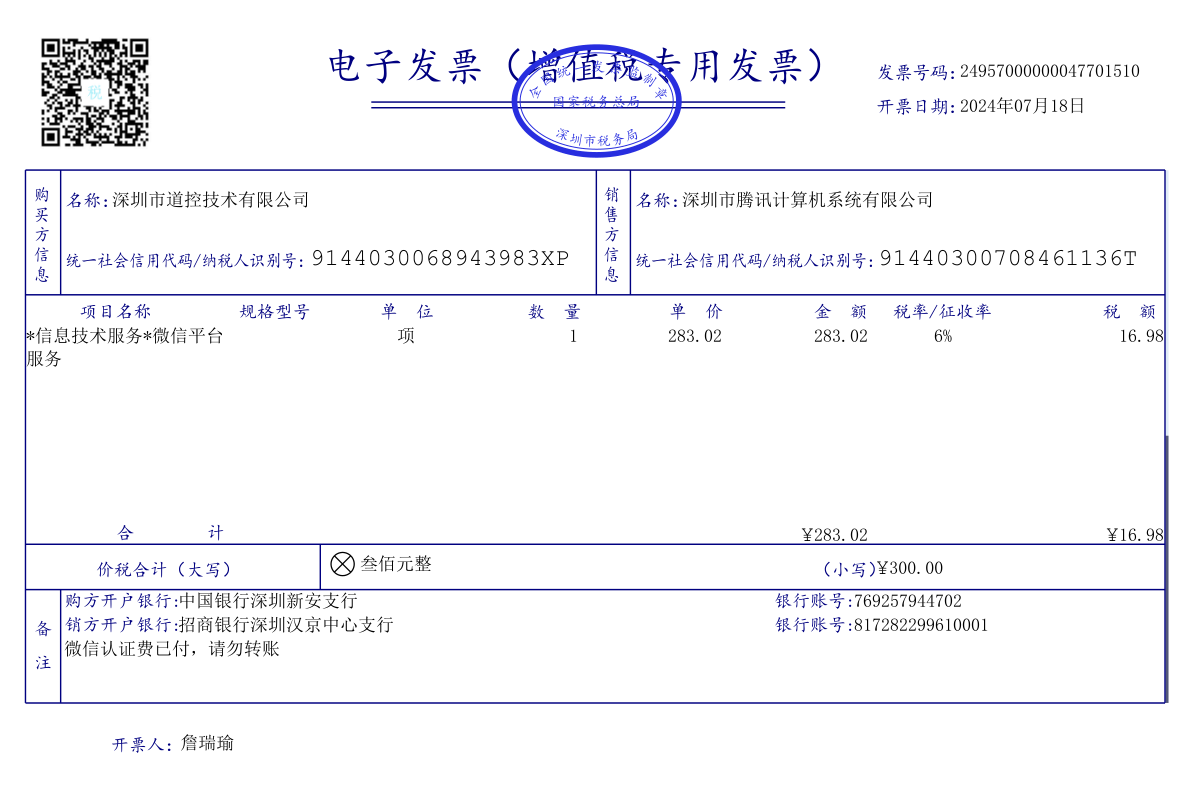 电子发票（增值税专用发票）
发票号码:24957000000047701510
开票日期:2024年07月18日
税
国家税务总局
深圳市税务局
购买方信息
名称:深圳市道控技术有限公司
统一社会信用代码/纳税人识别号:9144030068943983XP
销售方信息
名称:深圳市腾讯计算机系统有限公司
统一社会信用代码/纳税人识别号:91440300708461136T
项目名称 规格型号 单 位 数 量 单 价 金 额 税率/征收率 税 额
*信息技术服务*微信平台 项 1 283.02 283.02 6% 16.98
服务
合 计 ¥283.02 ¥16.98
价税合计（大写） 叁佰元整 （小写）¥300.00
备注
购方开户银行:中国银行深圳新安支行 银行账号:769257944702
销方开户银行:招商银行深圳汉京中心支行 银行账号:817282299610001
微信认证费已付，请勿转账
开票人: 詹瑞瑜